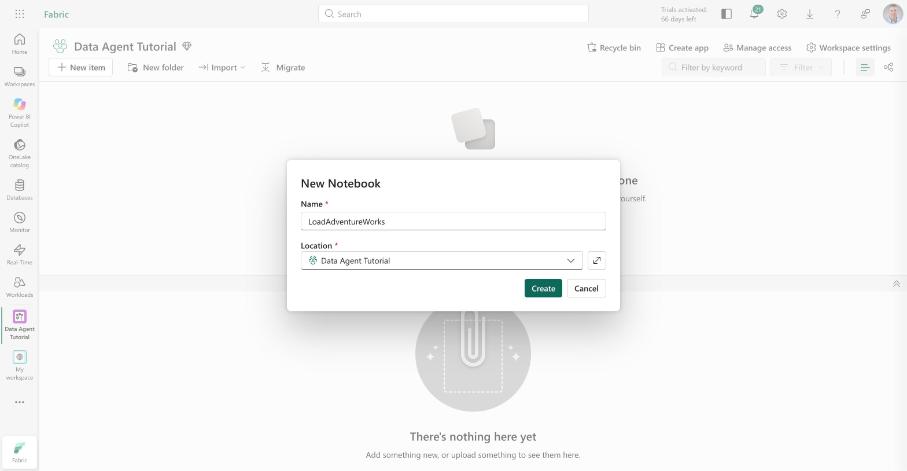 Fabric
Search
Trials activated:
66 days left
21
Home
Workspaces
Power BI
Copilot
OneLake
catalog
Databases
Monitor
Real-Time
Workloads
Data Agent
Tutorial
My
workspace
Fabric
Data Agent Tutorial
Recycle bin
Create app
Manage access
Workspace settings
New item
New folder
Import
Migrate
Filter by keyword
Filter
one
ourself.
New Notebook
Name *
LoadAdventureWorks
Location *
Data Agent Tutorial
Create
Cancel
There's nothing here yet
Add something new, or upload something to see them here.